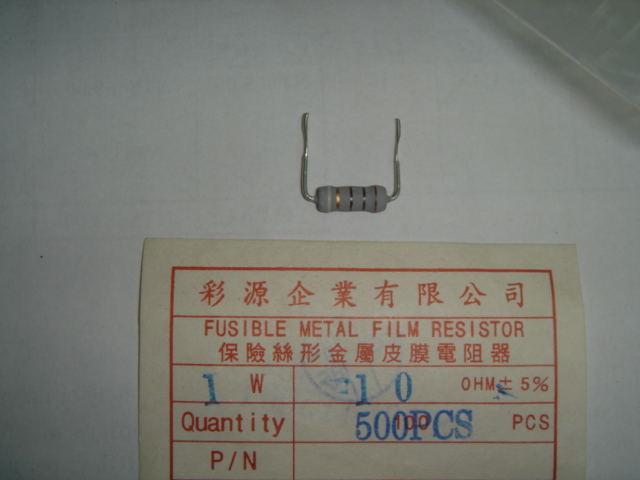 彩源企業有限公司
FUSIBLE METAL FILM RESISTOR
保險絲形金屬皮膜電阻器
1 W 10 OHM ± 5%
Quantity 500PCS PCS
P/N